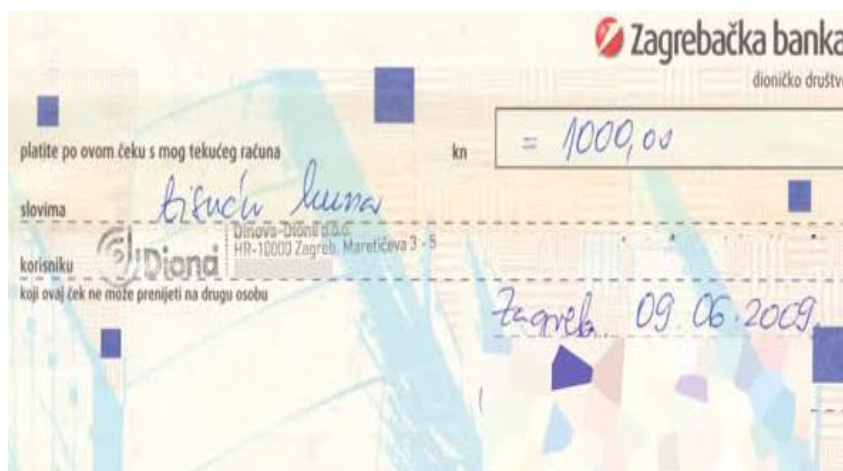 Zagrebačka banka
dioničko društvo
platite po ovom čeku s mog tekućeg računa kn = 1000,00
slovima tisuću kuna
Dinova-Diona d.o.o.
korisniku Diona HR-10000 Zagreb, Maretićeva 3 - 5
koji ovaj ček ne može prenijeti na drugu osobu
Zagreb 09.06.2009.